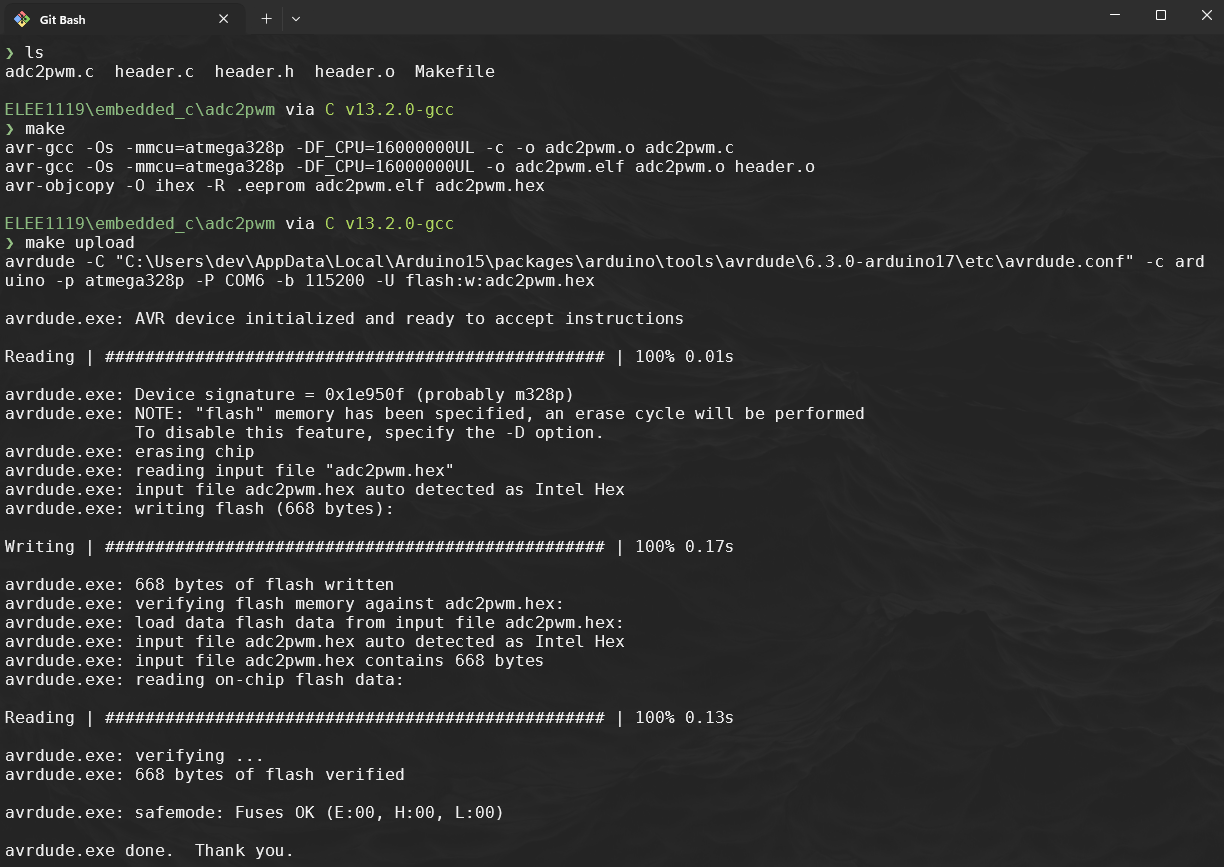 Git Bash
❯ ls
adc2pwm.c  header.c  header.h  header.o  Makefile
ELEE1119\embedded_c\adc2pwm via C v13.2.0-gcc
❯ make
avr-gcc -Os -mmcu=atmega328p -DF_CPU=16000000UL -c -o adc2pwm.o adc2pwm.c
avr-gcc -Os -mmcu=atmega328p -DF_CPU=16000000UL -o adc2pwm.elf adc2pwm.o header.o
avr-objcopy -O ihex -R .eeprom adc2pwm.elf adc2pwm.hex
ELEE1119\embedded_c\adc2pwm via C v13.2.0-gcc
❯ make upload
avrdude -C "C:\Users\dev\AppData\Local\Arduino15\packages\arduino\tools\avrdude\6.3.0-arduino17\etc\avrdude.conf" -c ard
uino -p atmega328p -P COM6 -b 115200 -U flash:w:adc2pwm.hex
avrdude.exe: AVR device initialized and ready to accept instructions
Reading | ################################################## | 100% 0.01s
avrdude.exe: Device signature = 0x1e950f (probably m328p)
avrdude.exe: NOTE: "flash" memory has been specified, an erase cycle will be performed
             To disable this feature, specify the -D option.
avrdude.exe: erasing chip
avrdude.exe: reading input file "adc2pwm.hex"
avrdude.exe: input file adc2pwm.hex auto detected as Intel Hex
avrdude.exe: writing flash (668 bytes):
Writing | ################################################## | 100% 0.17s
avrdude.exe: 668 bytes of flash written
avrdude.exe: verifying flash memory against adc2pwm.hex:
avrdude.exe: load data flash data from input file adc2pwm.hex:
avrdude.exe: input file adc2pwm.hex auto detected as Intel Hex
avrdude.exe: input file adc2pwm.hex contains 668 bytes
avrdude.exe: reading on-chip flash data:
Reading | ################################################## | 100% 0.13s
avrdude.exe: verifying ...
avrdude.exe: 668 bytes of flash verified
avrdude.exe: safemode: Fuses OK (E:00, H:00, L:00)
avrdude.exe done.  Thank you.